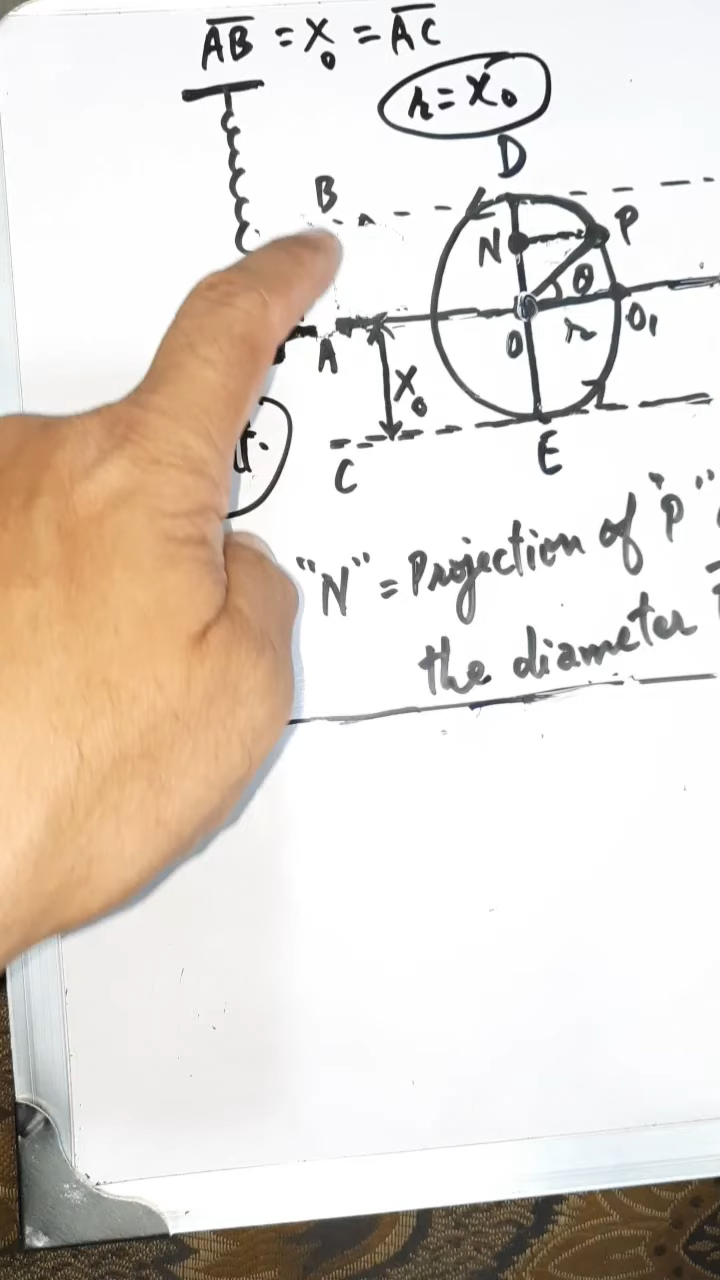 AB = x₀ = AC
r = x₀
D
B
N
P
θ
O
r
O₁
A
x₀
C
E
t.
"N" = Projection of "P"
the diameter